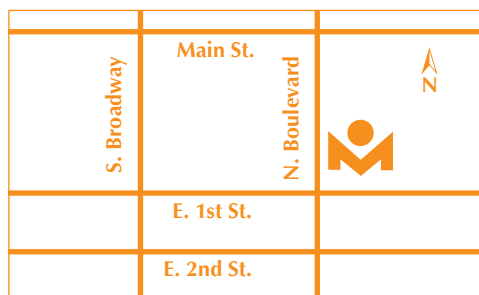 Main St.
S. Broadway
N. Boulevard
N
E. 1st St.
E. 2nd St.